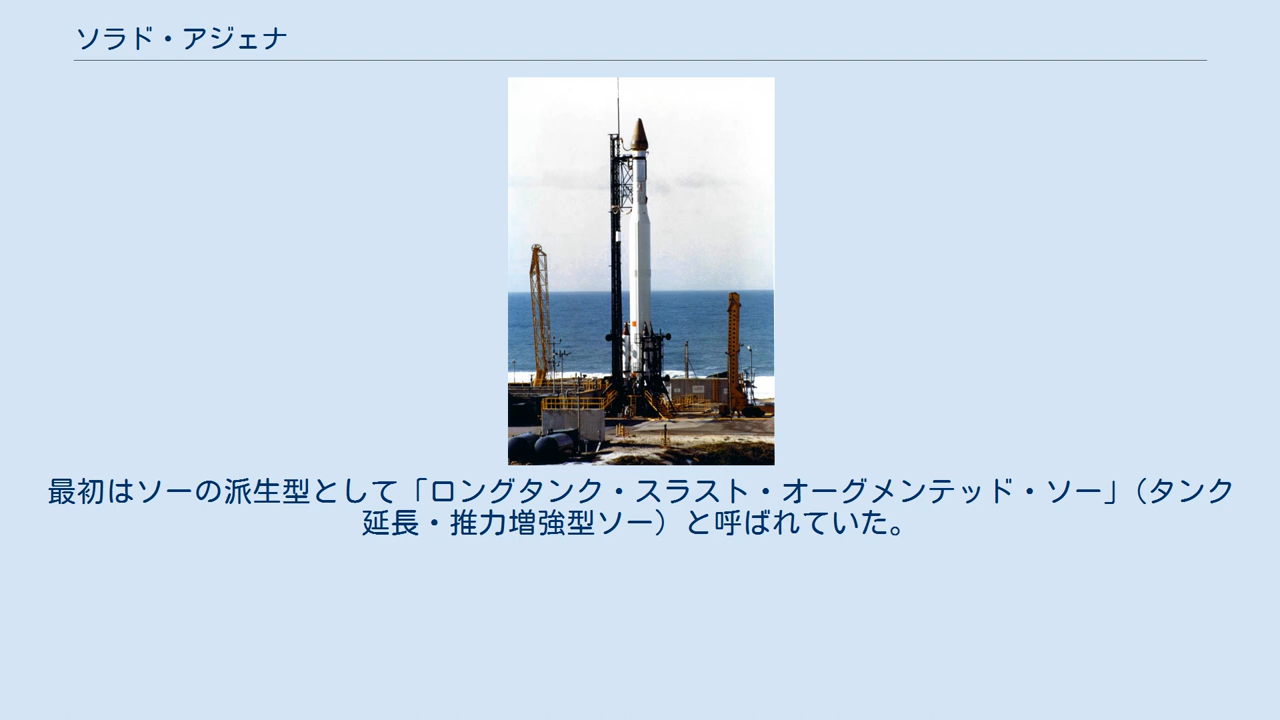 ソラド・アジェナ
最初はソーの派生型として「ロングタンク・スラスト・オーグメンテッド・ソー」（タンク
延長・推力増強型ソー）と呼ばれていた。